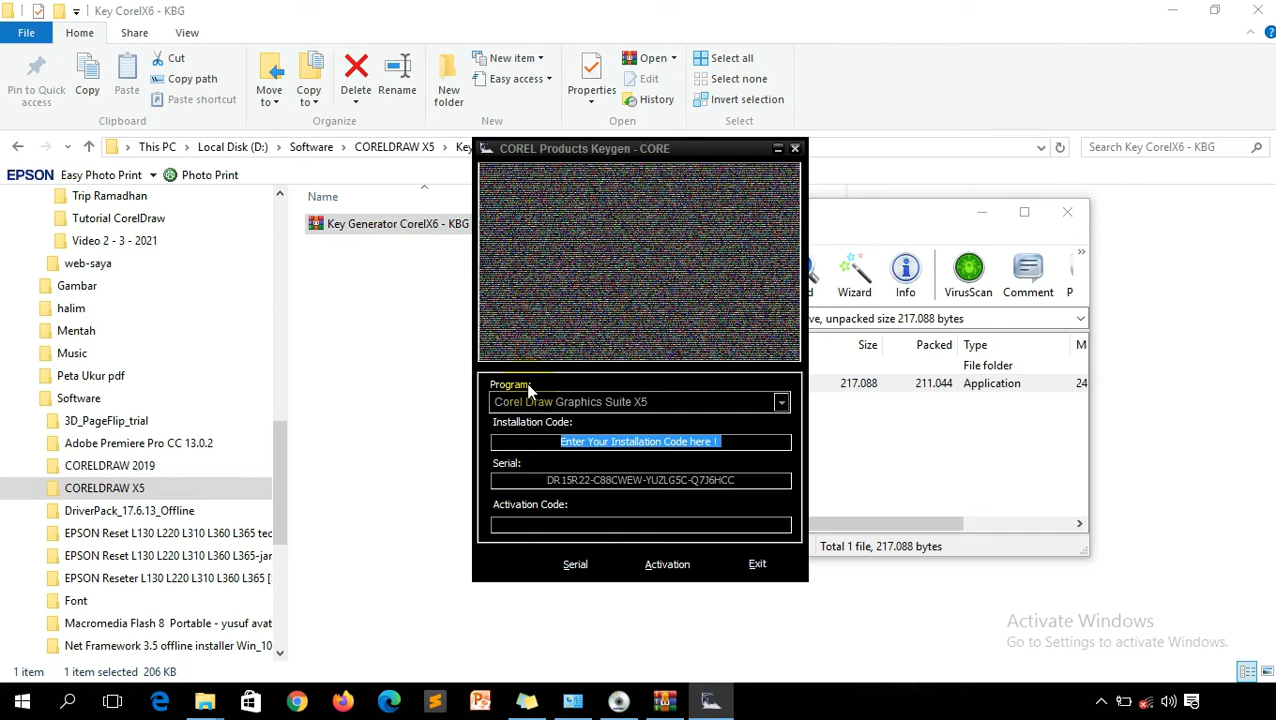 Key CorelX6 - KBG
File
Home
Share
View
Pin to Quick access
Copy
Paste
Cut
Copy path
Paste shortcut
Clipboard
Move to
Copy to
Delete
Rename
Organize
New folder
New item
Easy access
New
Properties
Open
Edit
History
Open
Select all
Select none
Invert selection
Select
This PC
Local Disk (D:)
Software
CORELDRAW X5
Key
Search Key CorelX6 - KBG
EPSON Easy Photo Print
Photo Print
Trip Ramadhan
Tutorial CorelDraw
Video 2 - 3 - 2021
web-saya
Gambar
halim
Mentah
Music
Peta Ukur pdf
Software
3D_PageFlip_trial
Adobe Premiere Pro CC 13.0.2
CORELDRAW 2019
CORELDRAW X5
DriverPack_17.6.13_Offline
EPSON Reset L130 L220 L310 L360 L365 tec
EPSON Reseter L130 L220 L310 L360 L365-jar
EPSON Reseter L130 L220 L310 L360 L365 [
Font
Macromedia Flash 8 Portable - yusuf avat
Net Framework 3.5 offline installer Win_10
Name
Key Generator CorelX6 - KBG
COREL Products Keygen - CORE
Program:
Corel Draw Graphics Suite X5
Installation Code:
Enter Your Installation Code here !
Serial:
DR15R22-C88CWEW-YUZLG5C-Q7J6HCC
Activation Code:
Serial
Activation
Exit
Wizard
Info
VirusScan
Comment
ve, unpacked size 217.088 bytes
Size
Packed
Type
M
File folder
217.088
211.044
Application
24
Total 1 file, 217.088 bytes
Activate Windows
Go to Settings to activate Windows.
1 item
1 item selected 206 KB